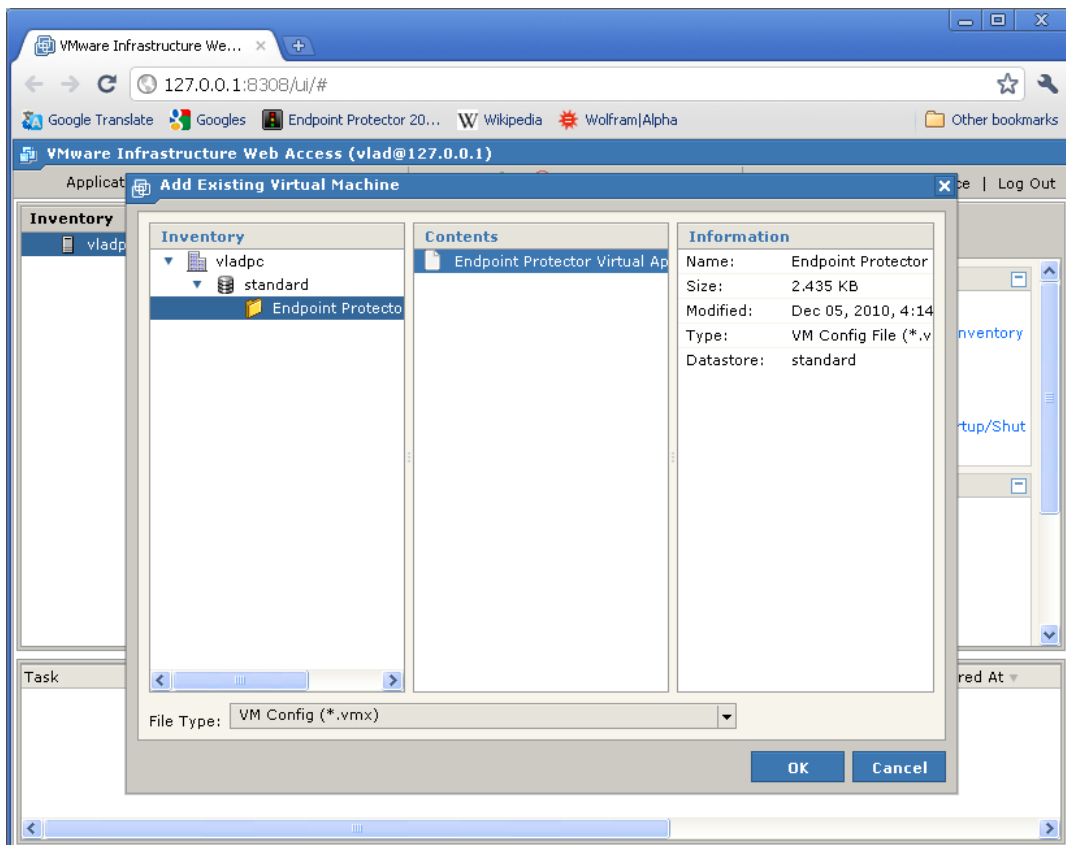 VMware Infrastructure We...
127.0.0.1:8308/ui/#
Google Translate Googles Endpoint Protector 20... Wikipedia Wolfram|Alpha Other bookmarks
VMware Infrastructure Web Access (vlad@127.0.0.1)
Applicat ce | Log Out
Add Existing Virtual Machine
Inventory
vladp
Inventory
vladpc
standard
Endpoint Protecto
Contents
Endpoint Protector Virtual Ap
Information
Name: Endpoint Protector
Size: 2.435 KB
Modified: Dec 05, 2010, 4:14
Type: VM Config File (*.v
Datastore: standard
nventory
rtup/Shut
File Type: VM Config (*.vmx)
OK Cancel
Task red At